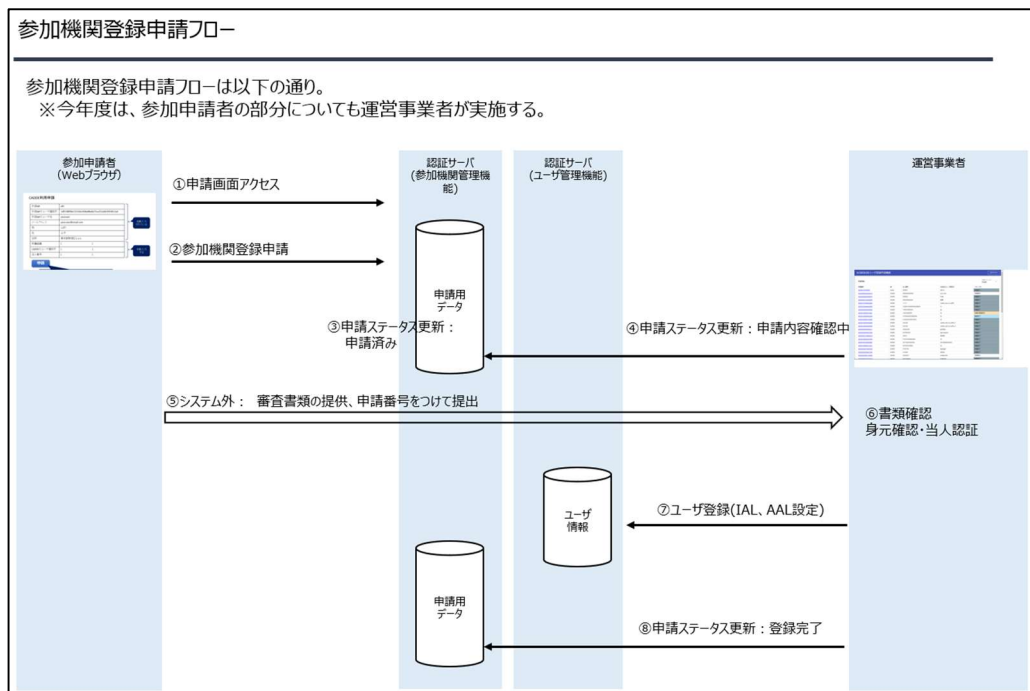 参加機関登録申請フロー
参加機関登録申請フローは以下の通り。
※今年度は、参加申請者の部分についても運営事業者が実施する。
参加申請者
(Webブラウザ)
認証サーバ
(参加機関管理機
能)
認証サーバ
(ユーザ管理機能)
運営事業者
①申請画面アクセス
②参加機関登録申請
申請用
データ
③申請ステータス更新：
申請済み
④申請ステータス更新：申請内容確認中
⑤システム外： 審査書類の提供、申請番号をつけて提出
⑥書類確認
身元確認・当人認証
ユーザ
情報
⑦ユーザ登録(IAL、AAL設定)
申請用
データ
⑧申請ステータス更新：登録完了